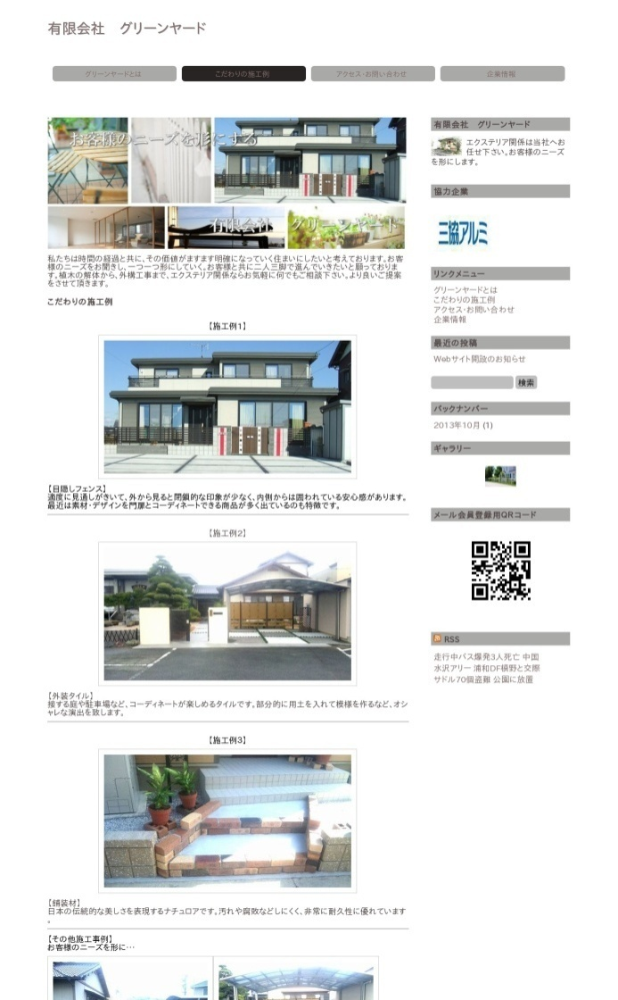 有限会社　グリーンヤード
グリーンヤードとは
こだわりの施工例
アクセス・お問い合わせ
企業情報
お客様のニーズを形にする
有限会社　グリーンヤード
私たちは時間の経過と共に、その価値がますます明確になっていく住まいにしたいと考えております。お客
様のニーズをお聞きし、一つ一つ形にしていく。お客様と共に二人三脚で進んでいきたいと願っておりま
す。植木の解体から、外構工事まで、エクステリア関係ならお気軽に何でもご相談下さい。より良いご提案
をさせて頂きます。
こだわりの施工例
【施工例1】
【目隠しフェンス】
適度に見通しがきいて、外から見ると閉鎖的な印象が少なく、内側からは囲われている安心感があります。
最近は素材・デザインを門扉とコーディネートできる商品が多く出ているのも特徴です。
【施工例2】
【外装タイル】
接する庭や駐車場など、コーディネートが楽しめるタイルです。部分的に用土を入れて模様を作るなど、オシ
ャレな演出を致します。
【施工例3】
【舗装材】
日本の伝統的な美しさを表現するナチュロアです。汚れや腐敗などしにくく、非常に耐久性に優れています
。
【その他施工事例】
お客様のニーズを形に…
有限会社　グリーンヤード
エクステリア関係は当社へお
任せ下さい。お客様のニーズ
を形にします。
協力企業
三協アルミ
リンクメニュー
グリーンヤードとは
こだわりの施工例
アクセス・お問い合わせ
企業情報
最近の投稿
Webサイト開設のお知らせ
検索
バックナンバー
2013年10月 (1)
ギャラリー
メール会員登録用QRコード
RSS
走行中バス爆発3人死亡 中国
水沢アリー 浦和DF槙野と交際
サドル70個盗難 公園に放置